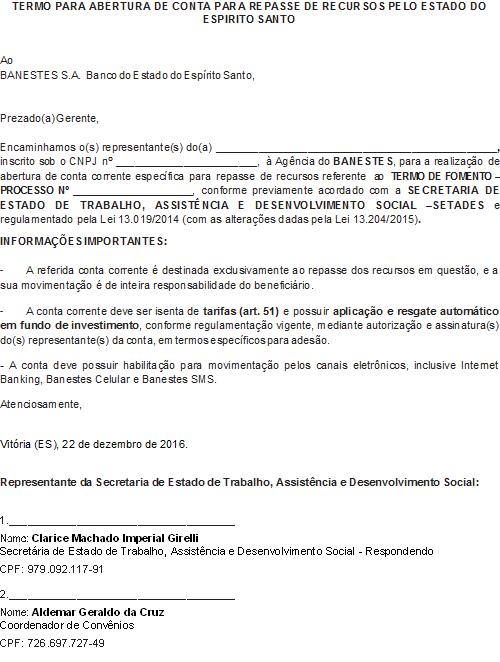 TERMO PARA ABERTURA DE CONTA PARA REPASSE DE RECURSOS PELO ESTADO DO
ESPIRITO SANTO
Ao
BANESTES S.A. Banco do Estado do Espírito Santo,
Prezado(a) Gerente,
Encaminhamos o(s) representante(s) do(a) ___________________________________________,
inscrito sob o CNPJ nº ______________________, à Agência do BANESTES, para a realização de
abertura de conta corrente específica para repasse de recursos referente ao TERMO DE FOMENTO –
PROCESSO Nº ___________________, conforme previamente acordado com a SECRETARIA DE
ESTADO DE TRABALHO, ASSISTÊNCIA E DESENVOLVIMENTO SOCIAL –SETADES e
regulamentado pela Lei 13.019/2014 (com as alterações dadas pela Lei 13.204/2015).
INFORMAÇÕES IMPORTANTES:
- A referida conta corrente é destinada exclusivamente ao repasse dos recursos em questão, e a
sua movimentação é de inteira responsabilidade do beneficiário.
- A conta corrente deve ser isenta de tarifas (art. 51) e possuir aplicação e resgate automático
em fundo de investimento, conforme regulamentação vigente, mediante autorização e assinatura(s)
do(s) representante(s) da conta, em termos específicos para adesão.
- A conta deve possuir habilitação para movimentação pelos canais eletrônicos, inclusive Internet
Banking, Banestes Celular e Banestes SMS.
Atenciosamente,
Vitória (ES), 22 de dezembro de 2016.
Representante da Secretaria de Estado de Trabalho, Assistência e Desenvolvimento Social:
1.___________________________________
Nome: Clarice Machado Imperial Girelli
Secretária de Estado de Trabalho, Assistência e Desenvolvimento Social - Respondendo
CPF: 979.092.117-91
2.___________________________________
Nome: Aldemar Geraldo da Cruz
Coordenador de Convênios
CPF: 726.697.727-49